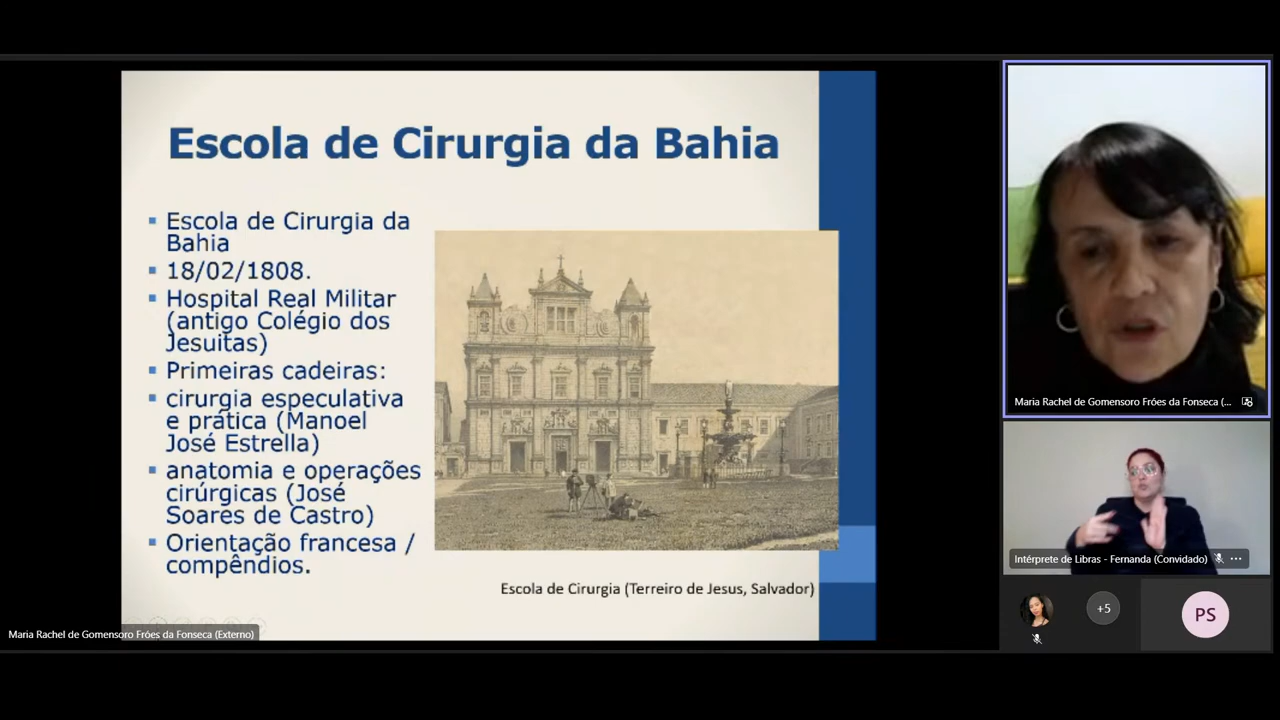 Escola de Cirurgia da Bahia
Escola de Cirurgia da
Bahia
18/02/1808.
Hospital Real Militar
(antigo Colégio dos
Jesuitas)
Primeiras cadeiras:
cirurgia especulativa
e prática (Manoel
José Estrella)
anatomia e operações
cirúrgicas (José
Soares de Castro)
Orientação francesa /
compêndios.
Escola de Cirurgia (Terreiro de Jesus, Salvador)
Maria Rachel de Gomensoro Fróes da Fonseca (Externo)
Maria Rachel de Gomensoro Fróes da Fonseca (...
Intérprete de Libras - Fernanda (Convidado)
+5
PS